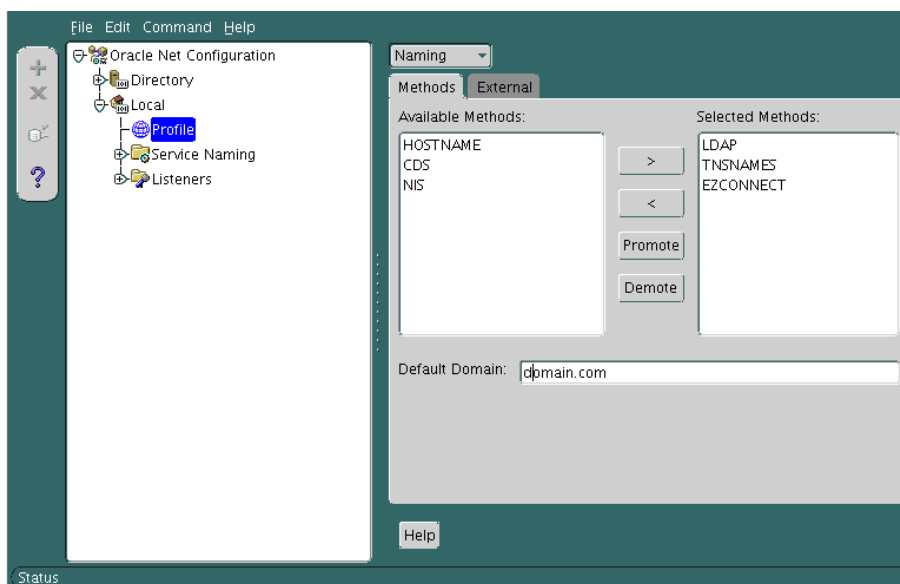 File Edit Command Help
Oracle Net Configuration
Directory
Local
Profile
Service Naming
Listeners
Naming
Methods External
Available Methods:
HOSTNAME
CDS
NIS
>
<
Promote
Demote
Selected Methods:
LDAP
TNSNAMES
EZCONNECT
Default Domain: domain.com
Help
Status